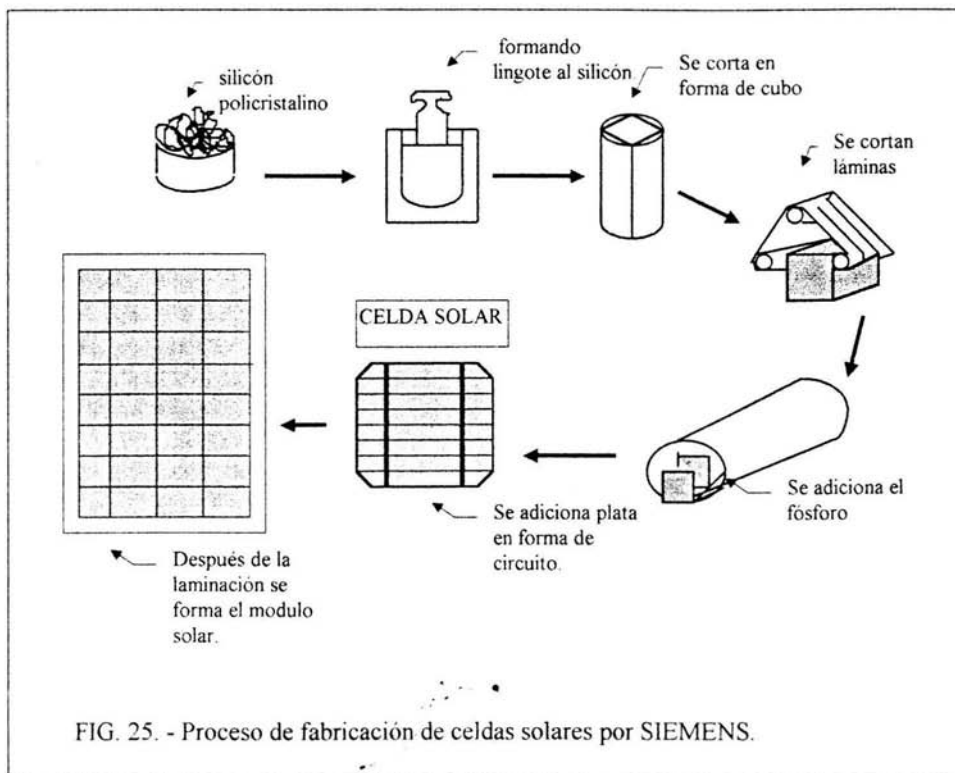 silicón
policristalino
formando
lingote al silicón.
Se corta en
forma de cubo
Se cortan
láminas
Se adiciona el
fósforo
CELDA SOLAR
Se adiciona plata
en forma de
circuito.
Después de la
laminación se
forma el modulo
solar.
FIG. 25. - Proceso de fabricación de celdas solares por SIEMENS.